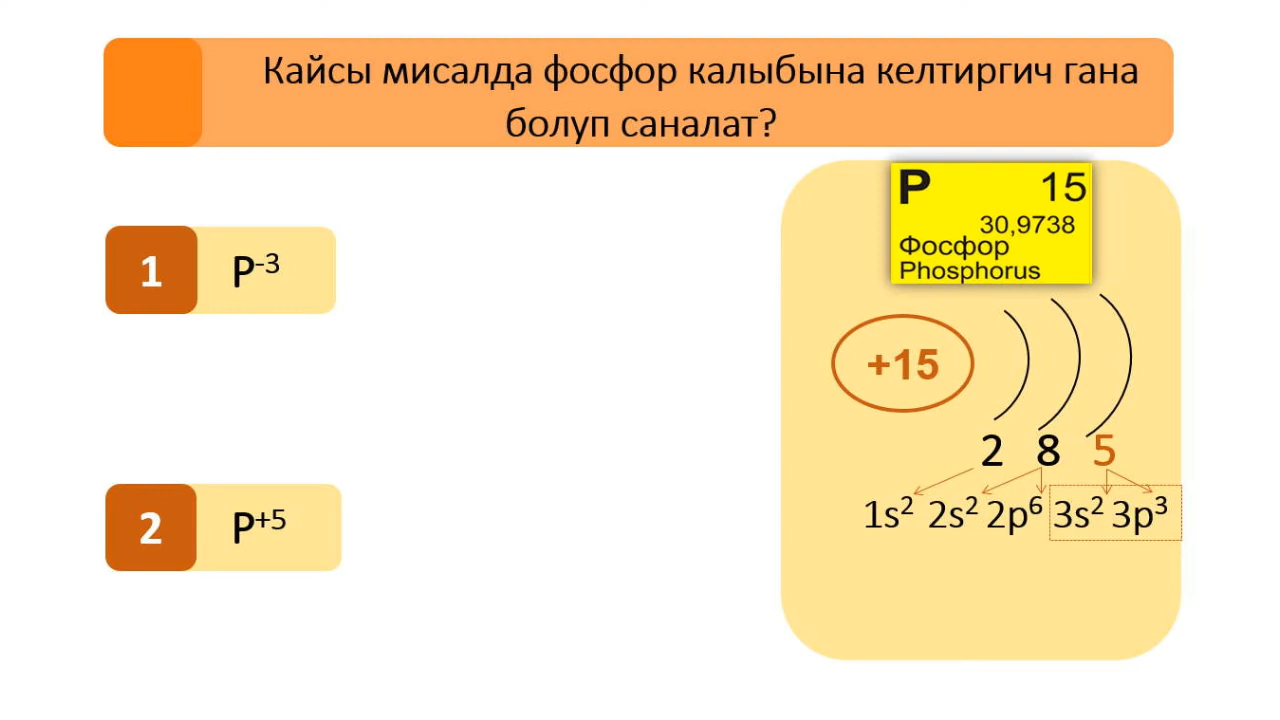 Кайсы мисалда фосфор калыбына келтиргич гана
болуп саналат?
1 P⁻³
2 P⁺⁵
P 15
30,9738
Фосфор
Phosphorus
+15
2 8 5
1s² 2s² 2p⁶ 3s² 3p³